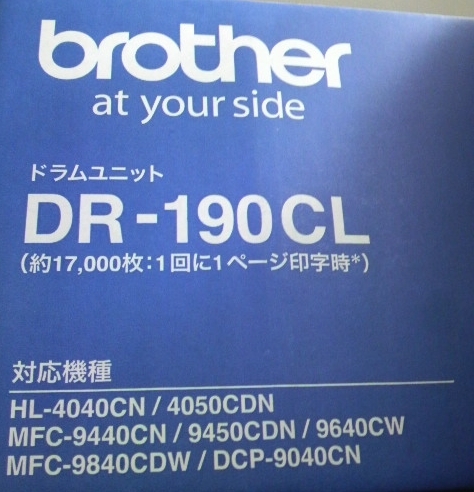 brother
at your side
ドラムユニット
DR-190CL
（約17,000枚：1回に1ページ印字時*）
対応機種
HL-4040CN / 4050CDN
MFC-9440CN / 9450CDN / 9640CW
MFC-9840CDW / DCP-9040CN